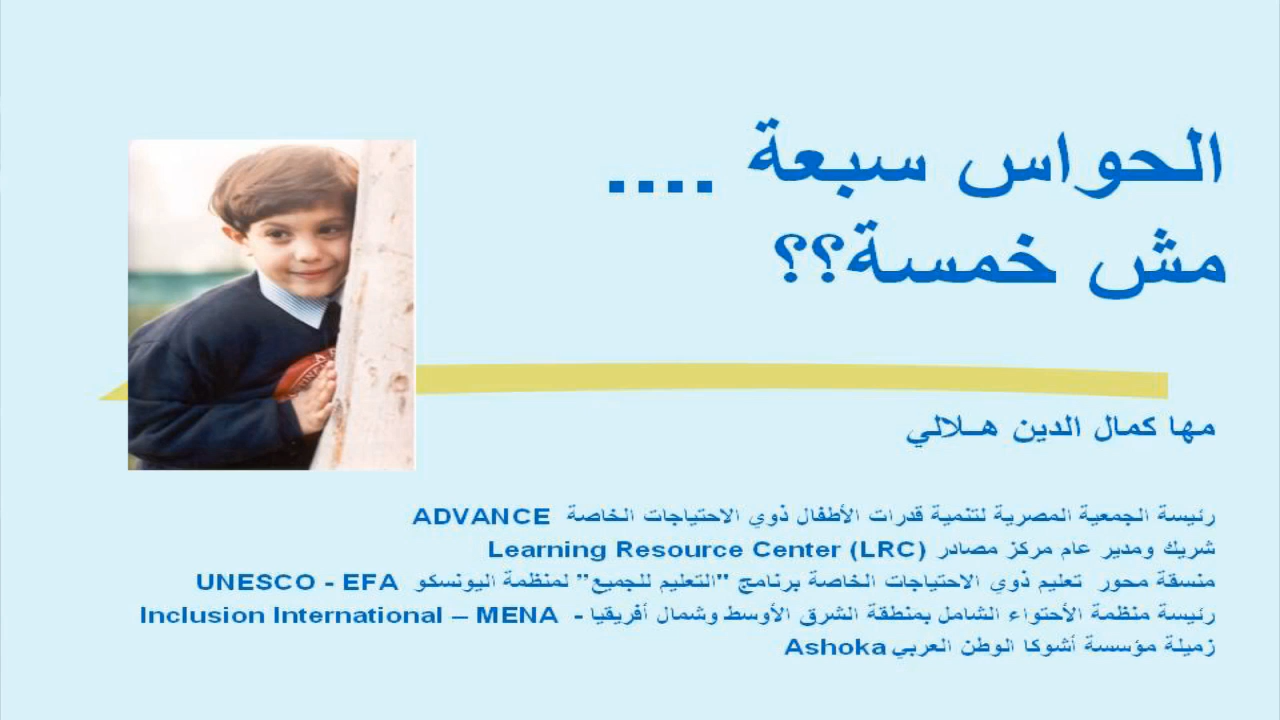 الحواس سبعة ....
مش خمسة؟؟
مها كمال الدين هـلالي
رئيسة الجمعية المصرية لتنمية قدرات الأطفال ذوي الاحتياجات الخاصة ADVANCE
شريك ومدير عام مركز مصادر Learning Resource Center (LRC)
منسقة محور تعليم ذوي الاحتياجات الخاصة برنامج "التعليم للجميع" لمنظمة اليونسكو UNESCO - EFA
رئيسة منظمة الأحتواء الشامل بمنطقة الشرق الأوسط وشمال أفريقيا - Inclusion International – MENA
زميلة مؤسسة أشوكا الوطن العربي Ashoka